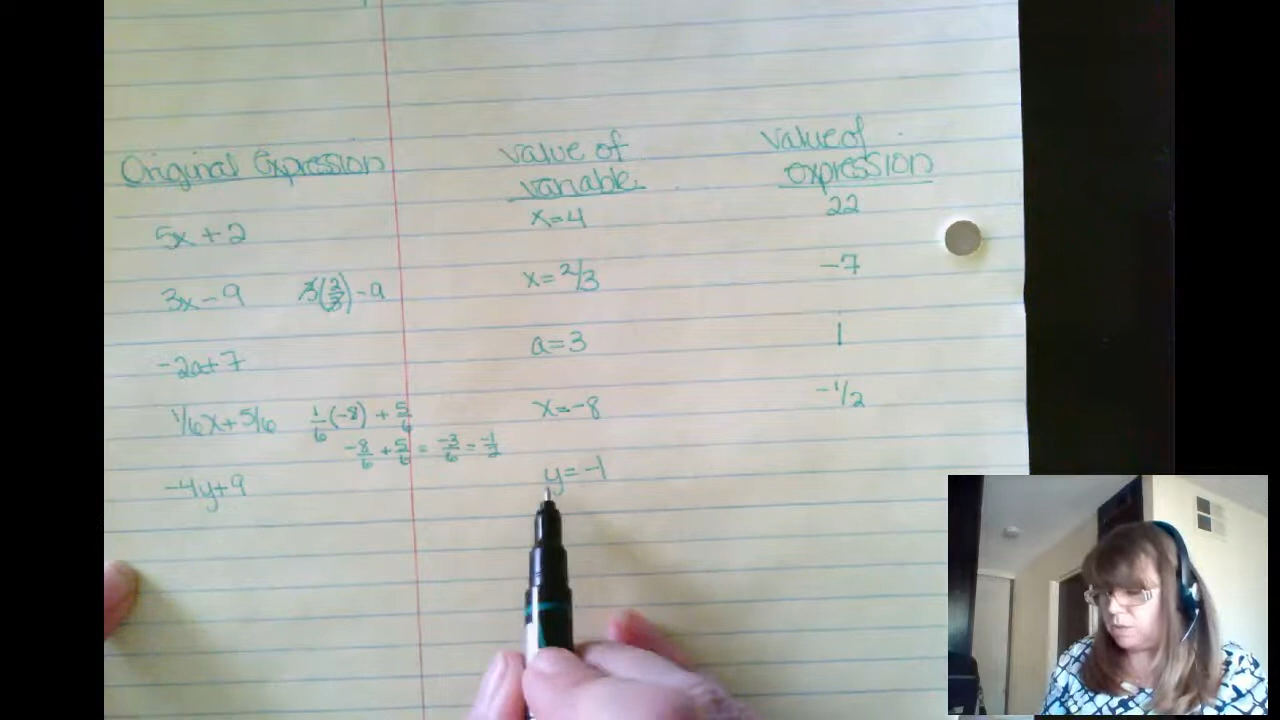 Original Expression
value of
variable
value of
expression
5x + 2
x=4
22
3x - 9
3(2/3) - 9
x = 2/3
-7
-2a + 7
a = 3
1
1/6 x + 5/6
1/6 (-8) + 5/6
x = -8
-1/2
-8/6 + 5/6 = -3/6 = -1/2
-4y+9
y = -1